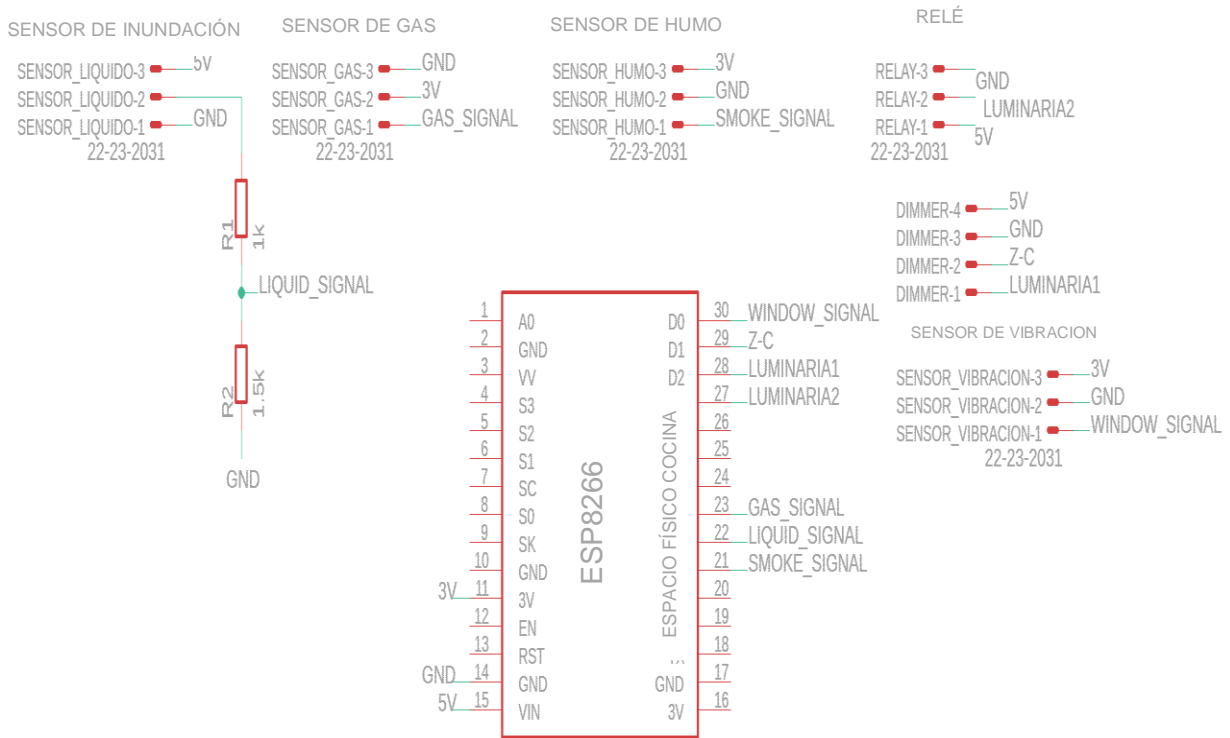 SENSOR DE INUNDACIÓN
SENSOR_LIQUIDO-3 5V
SENSOR_LIQUIDO-2
SENSOR_LIQUIDO-1 GND
22-23-2031
R1
1k
LIQUID_SIGNAL
R2
1.5k
GND
SENSOR DE GAS
SENSOR_GAS-3 GND
SENSOR_GAS-2 3V
SENSOR_GAS-1 GAS_SIGNAL
22-23-2031
SENSOR DE HUMO
SENSOR_HUMO-3 3V
SENSOR_HUMO-2 GND
SENSOR_HUMO-1 SMOKE_SIGNAL
22-23-2031
RELÉ
RELAY-3 GND
RELAY-2 LUMINARIA2
RELAY-1 5V
22-23-2031
DIMMER-4 5V
DIMMER-3 GND
DIMMER-2 Z-C
DIMMER-1 LUMINARIA1
SENSOR DE VIBRACION
SENSOR_VIBRACION-3 3V
SENSOR_VIBRACION-2 GND
SENSOR_VIBRACION-1 WINDOW_SIGNAL
22-23-2031
1 A0
2 GND
3 VV
4 S3
5 S2
6 S1
7 SC
8 S0
9 SK
10 GND
3V 11 3V
12 EN
13 RST
GND 14 GND
5V 15 VIN
ESP8266
ESPACIO FÍSICO COCINA
D0 30 WINDOW_SIGNAL
D1 29 Z-C
D2 28 LUMINARIA1
27 LUMINARIA2
26
25
24
23 GAS_SIGNAL
22 LIQUID_SIGNAL
21 SMOKE_SIGNAL
20
19
18
GND 17
3V 16